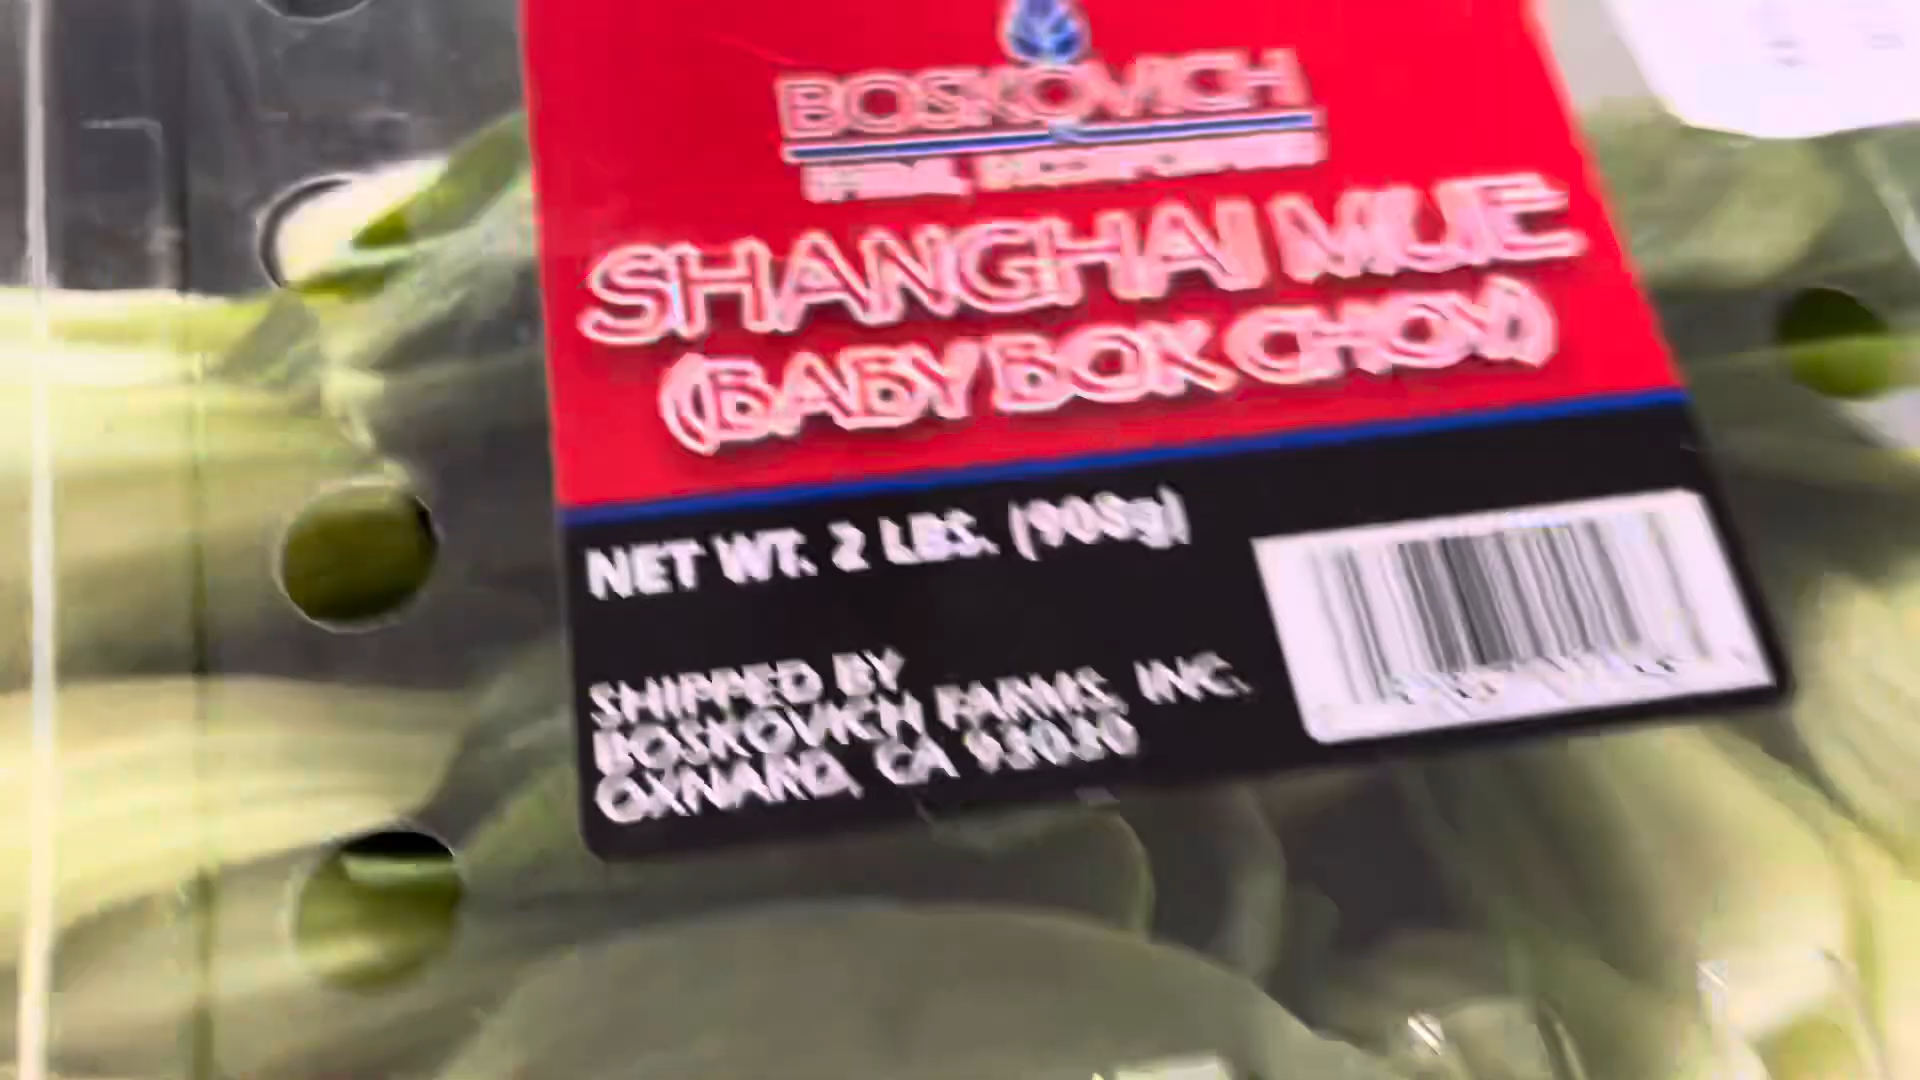 BOSKOVICH
SHANGHAI MUE
(BABY BOK CHOY)
NET WT. 2 LBS. (908g)
SHIPPED BY
BOSKOVICH FARMS, INC.
OXNARD, CA 93030